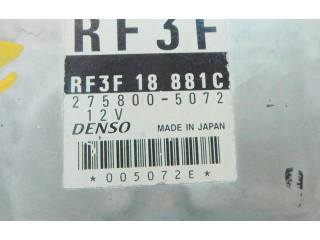 RF3F
RF3F 18 881C
275800-5072
12V
DENSO MADE IN JAPAN
*005072E*